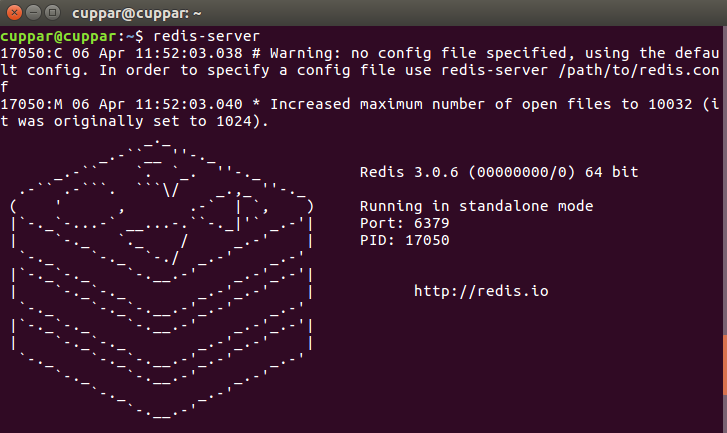 cuppar@cuppar: ~
cuppar@cuppar:~$ redis-server
17050:C 06 Apr 11:52:03.038 # Warning: no config file specified, using the defau
lt config. In order to specify a config file use redis-server /path/to/redis.con
f
17050:M 06 Apr 11:52:03.040 * Increased maximum number of open files to 10032 (i
t was originally set to 1024).
Redis 3.0.6 (00000000/0) 64 bit
Running in standalone mode
Port: 6379
PID: 17050
http://redis.io